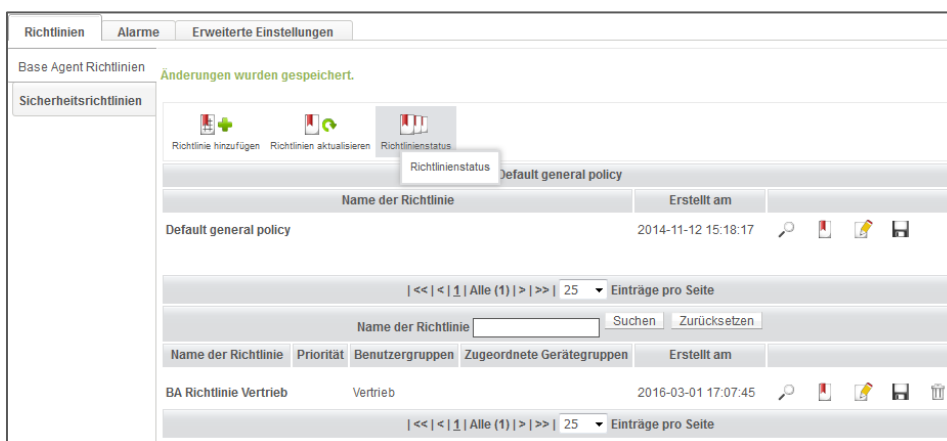 Richtlinien Alarme Erweiterte Einstellungen
Base Agent Richtlinien
Sicherheitsrichtlinien
Änderungen wurden gespeichert.
Richtlinie hinzufügen Richtlinien aktualisieren Richtlinienstatus
Richtlinienstatus
Default general policy
Name der Richtlinie Erstellt am
Default general policy 2014-11-12 15:18:17
| << | < | 1 | Alle (1) | > | >> | 25 Einträge pro Seite
Name der Richtlinie Suchen Zurücksetzen
Name der Richtlinie Priorität Benutzergruppen Zugeordnete Gerätegruppen Erstellt am
BA Richtlinie Vertrieb Vertrieb 2016-03-01 17:07:45
| << | < | 1 | Alle (1) | > | >> | 25 Einträge pro Seite